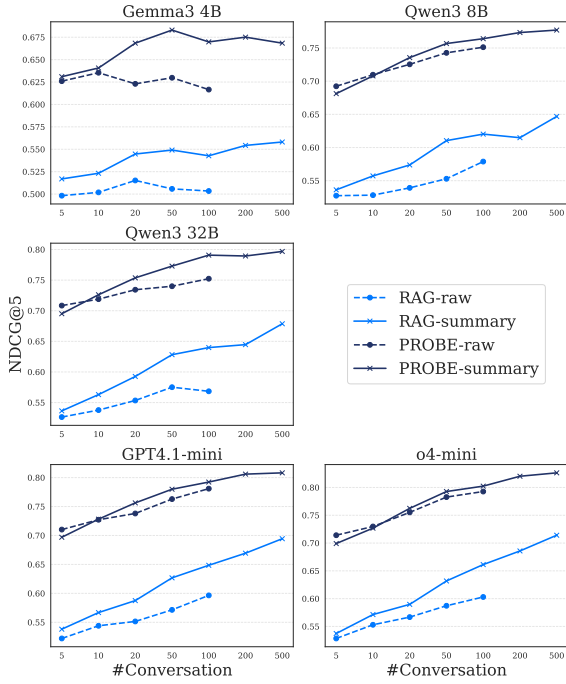 Gemma3 4B
0.675
0.650
0.625
0.600
0.575
0.550
0.525
0.500
5 10 20 50 100 200 500
Qwen3 8B
0.75
0.70
0.65
0.60
0.55
5 10 20 50 100 200 500
Qwen3 32B
NDCG@5
0.80
0.75
0.70
0.65
0.60
0.55
5 10 20 50 100 200 500
RAG-raw
RAG-summary
PROBE-raw
PROBE-summary
GPT4.1-mini
0.80
0.75
0.70
0.65
0.60
0.55
5 10 20 50 100 200 500
#Conversation
o4-mini
0.80
0.75
0.70
0.65
0.60
0.55
5 10 20 50 100 200 500
#Conversation